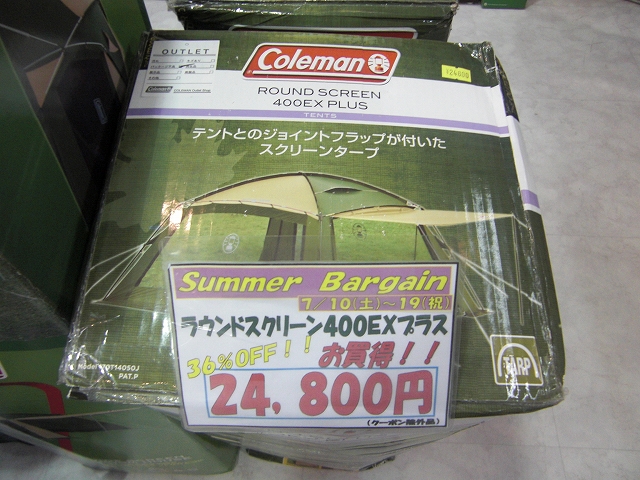 OUTLET
Coleman
Coleman
ROUND SCREEN
400EX PLUS
TENTS
テントとのジョイントフラップが付いた
スクリーンタープ
Summer Bargain
7/10(土)~19(祝)
ラウンドスクリーン400EXプラス
36%OFF!!
お買得!!
24,800円
(クーポン除外品)
PAT.P
TARP